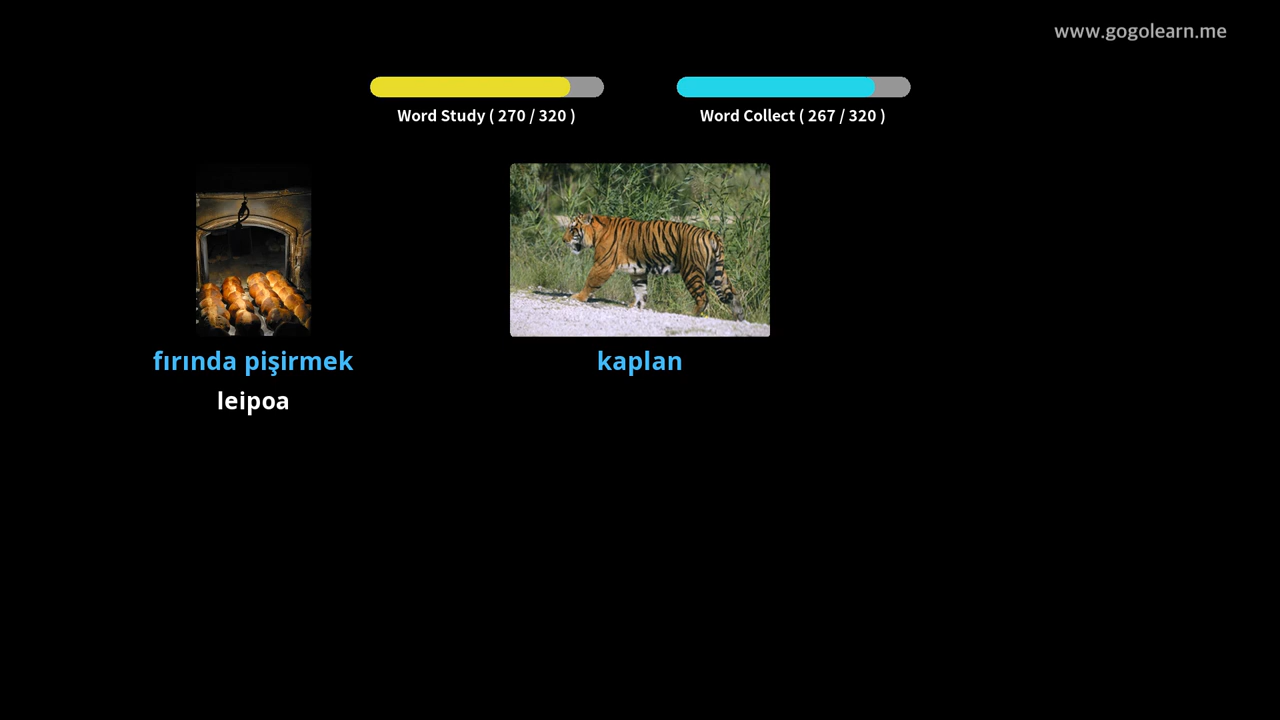 www.gogolearn.me
Word Study ( 270 / 320 )
Word Collect ( 267 / 320 )
fırında pişirmek
kaplan
leipoa